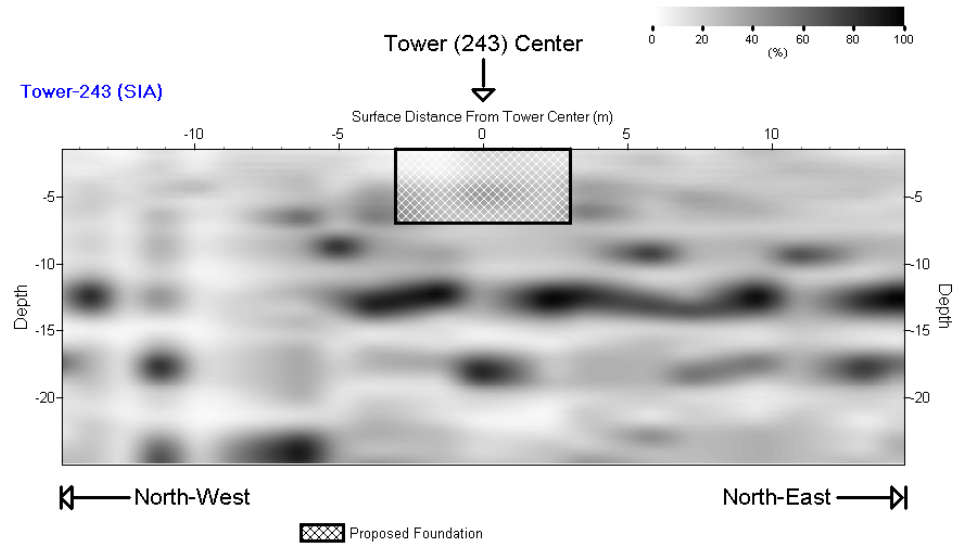 0 20 40 60 80 100
(%)
Tower (243) Center
Tower-243 (SIA)
Surface Distance From Tower Center (m)
-10 -5 0 5 10
-5 -5
-10 -10
Depth Depth
-15 -15
-20 -20
North-West North-East
Proposed Foundation